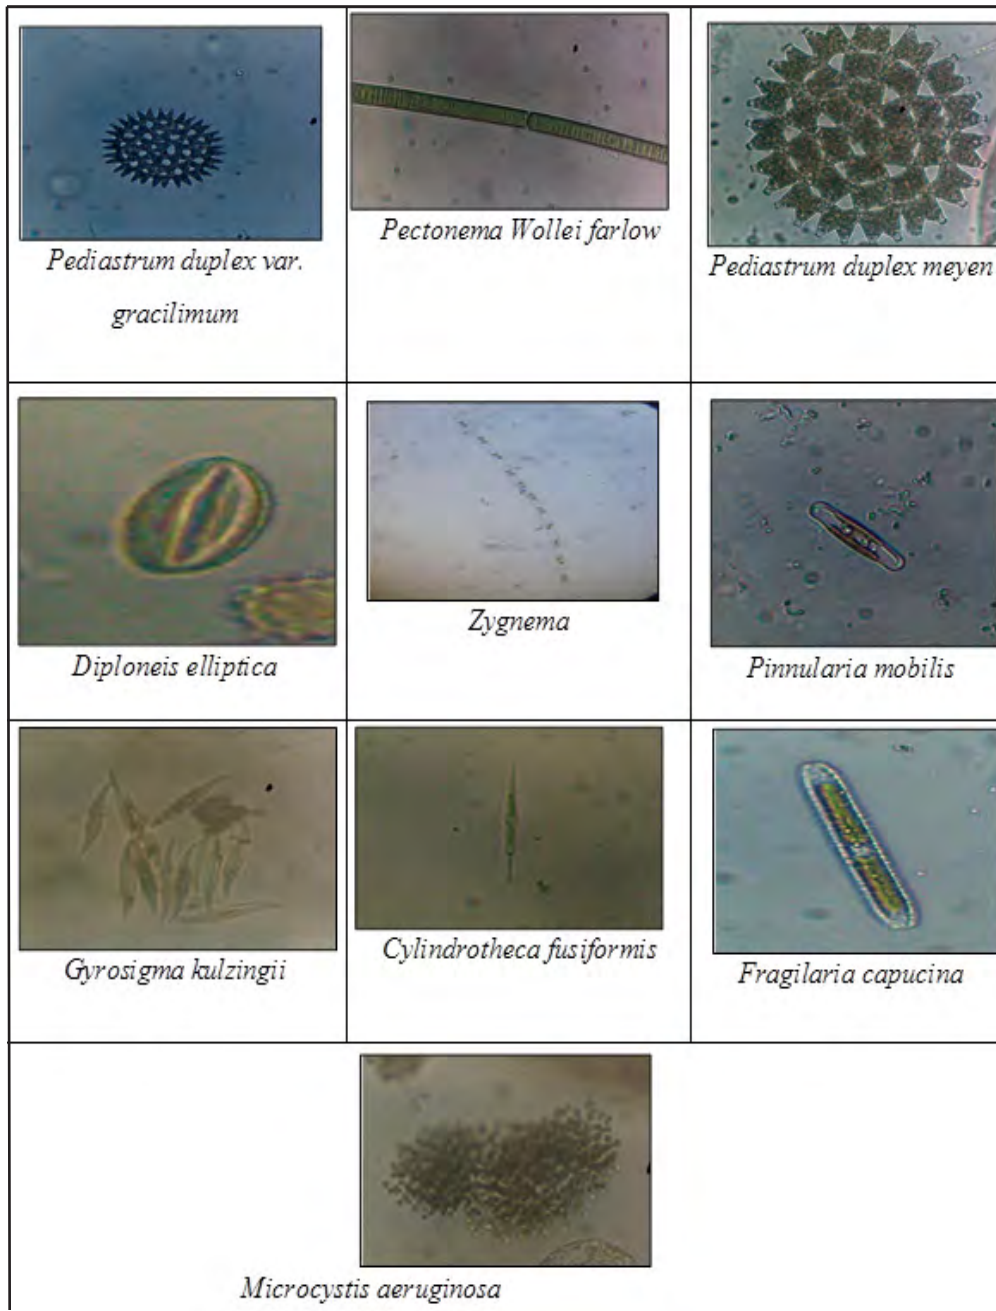 Pediastrum duplex var.
gracilimum
Pectonema Wollei farlow
Pediastrum duplex meyen
Diploneis elliptica
Zygnema
Pinnularia mobilis
Gyrosigma kulzingii
Cylindrotheca fusiformis
Fragilaria capucina
Microcystis aeruginosa